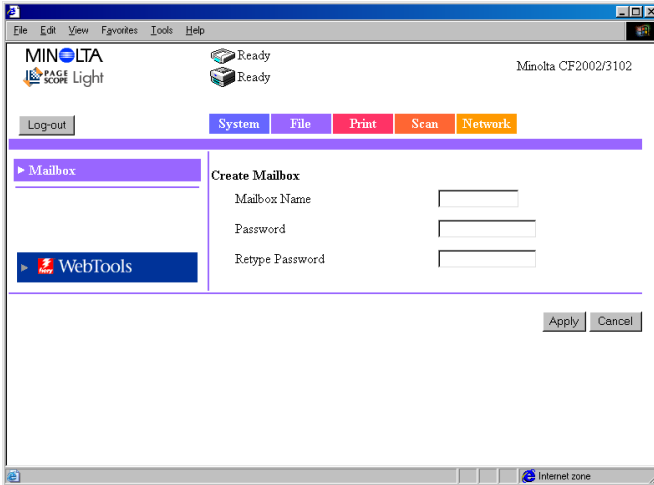 File Edit View Favorites Tools Help
MINOLTA
PAGE SCOPE Light
Ready
Ready
Minolta CF2002/3102
Log-out
System File Print Scan Network
Mailbox
Create Mailbox
Mailbox Name
Password
Retype Password
fiery WebTools
Apply Cancel
Internet zone